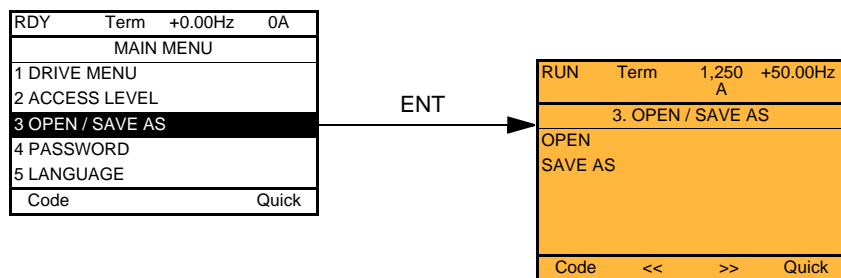 RDY Term +0.00Hz 0A
MAIN MENU
1 DRIVE MENU
2 ACCESS LEVEL
3 OPEN / SAVE AS
4 PASSWORD
5 LANGUAGE
Code Quick
ENT
RUN Term 1,250 +50.00Hz
A
3. OPEN / SAVE AS
OPEN
SAVE AS
Code << >> Quick